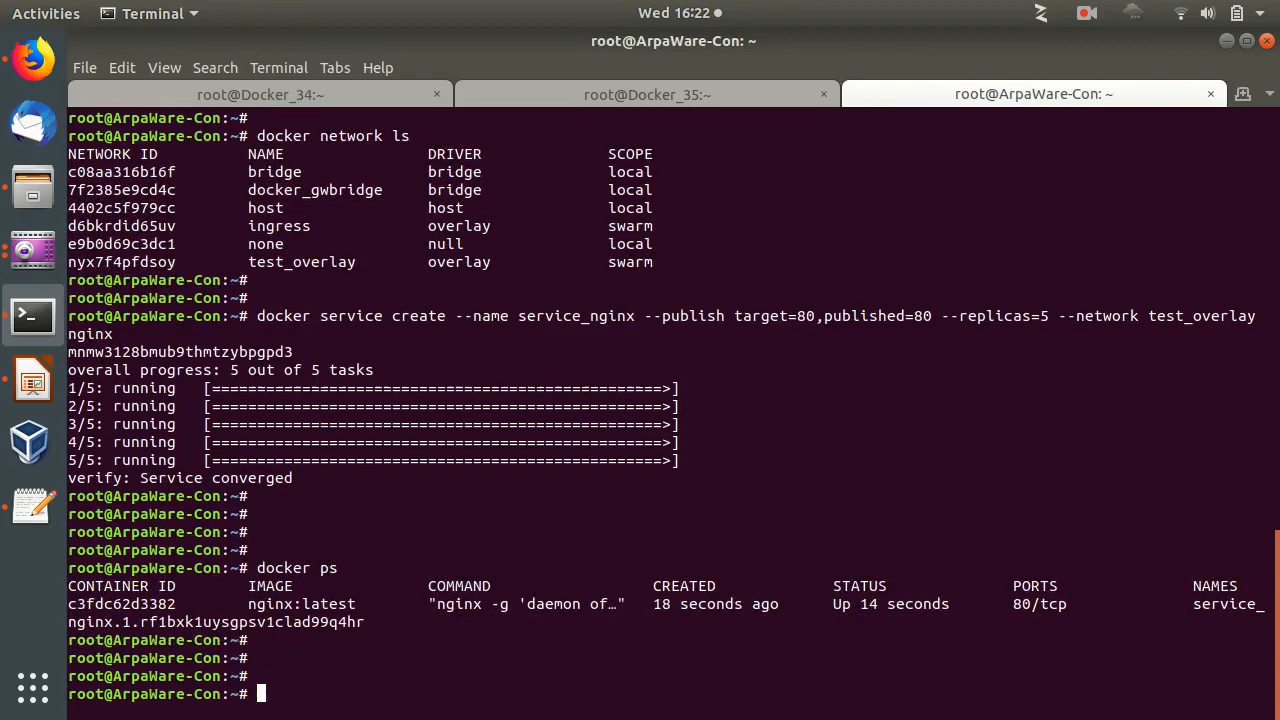 Activities Terminal Wed 16:22
root@ArpaWare-Con: ~
File Edit View Search Terminal Tabs Help
root@Docker_34:~ × root@Docker_35:~ × root@ArpaWare-Con: ~ ×
root@ArpaWare-Con:~#
root@ArpaWare-Con:~# docker network ls
NETWORK ID NAME DRIVER SCOPE
c08aa316b16f bridge bridge local
7f2385e9cd4c docker_gwbridge bridge local
4402c5f979cc host host local
d6bkrdid65uv ingress overlay swarm
e9b0d69c3dc1 none null local
nyx7f4pfdsoy test_overlay overlay swarm
root@ArpaWare-Con:~#
root@ArpaWare-Con:~#
root@ArpaWare-Con:~# docker service create --name service_nginx --publish target=80,published=80 --replicas=5 --network test_overlay
nginx
mnmw3128bmub9thmtzybpgpd3
overall progress: 5 out of 5 tasks
1/5: running [==================================================>]
2/5: running [==================================================>]
3/5: running [==================================================>]
4/5: running [==================================================>]
5/5: running [==================================================>]
verify: Service converged
root@ArpaWare-Con:~#
root@ArpaWare-Con:~#
root@ArpaWare-Con:~#
root@ArpaWare-Con:~#
root@ArpaWare-Con:~# docker ps
CONTAINER ID IMAGE COMMAND CREATED STATUS PORTS NAMES
c3fdc62d3382 nginx:latest "nginx -g 'daemon of…" 18 seconds ago Up 14 seconds 80/tcp service_
nginx.1.rf1bxk1uysgpsv1clad99q4hr
root@ArpaWare-Con:~#
root@ArpaWare-Con:~#
root@ArpaWare-Con:~#
root@ArpaWare-Con:~#